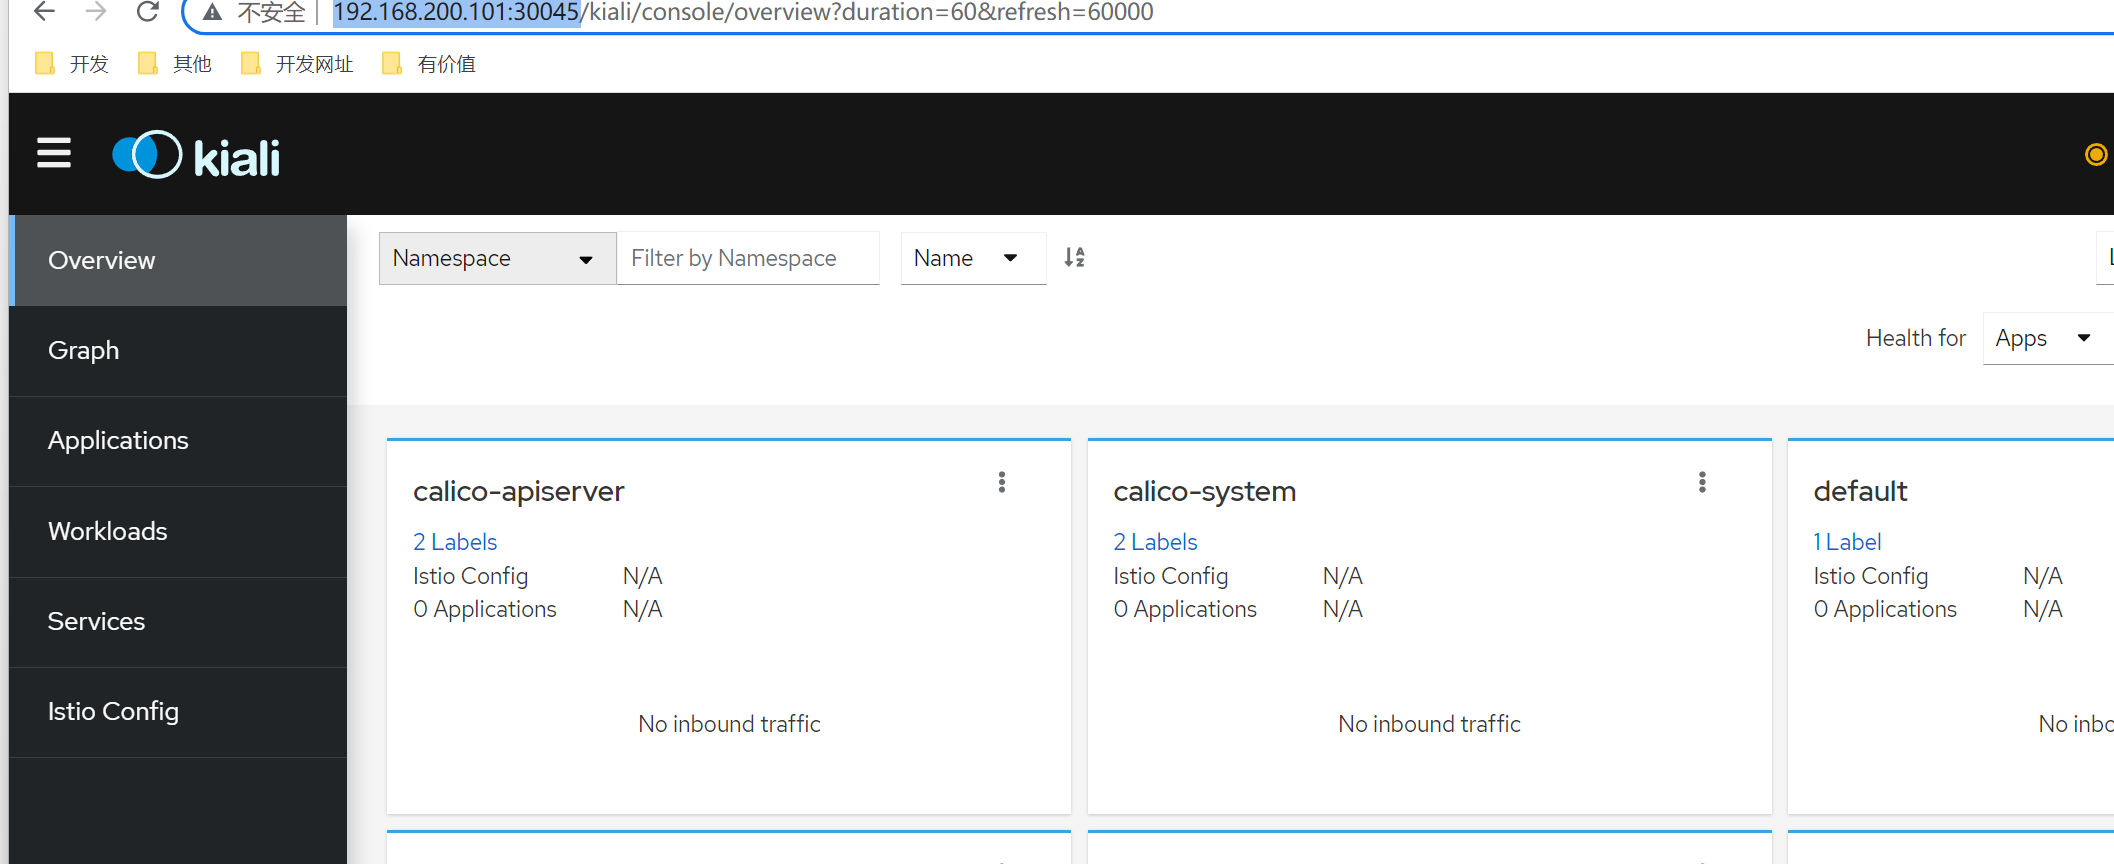 不安全 192.168.200.101:30045/kiali/console/overview?duration=60&refresh=60000
开发 其他 开发网址 有价值
kiali
Overview
Graph
Applications
Workloads
Services
Istio Config
Namespace Filter by Namespace Name
Health for Apps
calico-apiserver
2 Labels
Istio Config N/A
0 Applications N/A
No inbound traffic
calico-system
2 Labels
Istio Config N/A
0 Applications N/A
No inbound traffic
default
1 Label
Istio Config N/A
0 Applications N/A
No inbo